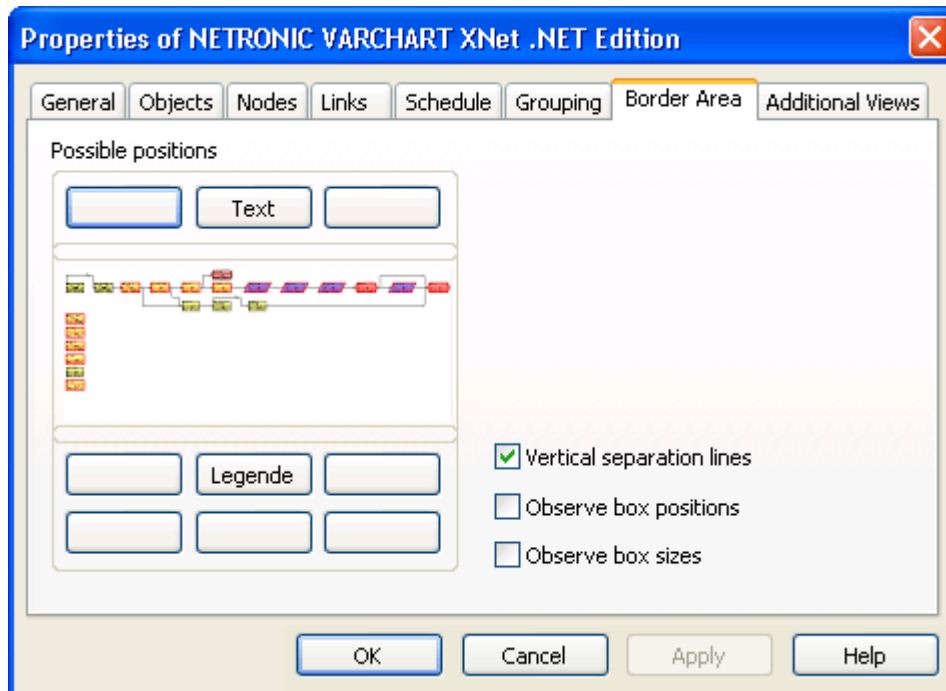 Properties of NETRONIC VARCHART XNet .NET Edition
General Objects Nodes Links Schedule Grouping Border Area Additional Views
Possible positions
Text
Legende
Vertical separation lines
Observe box positions
Observe box sizes
OK Cancel Apply Help